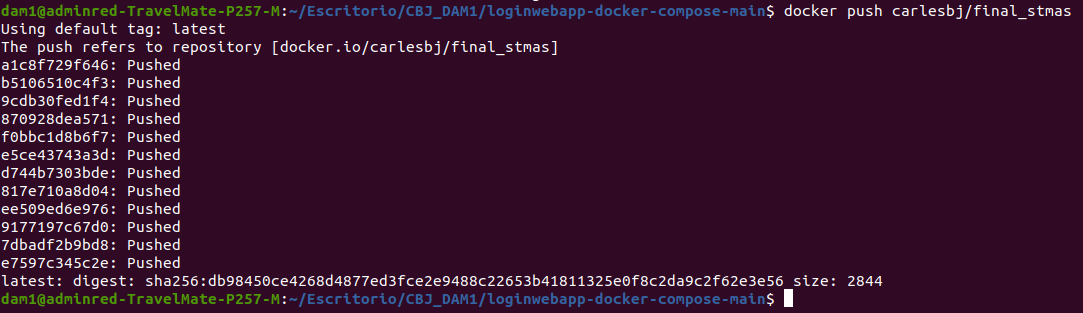 dam1@adminred-TravelMate-P257-M:~/Escritorio/CBJ_DAM1/loginwebapp-docker-compose-main$ docker push carlesbj/final_stmas
Using default tag: latest
The push refers to repository [docker.io/carlesbj/final_stmas]
a1c8f729f646: Pushed
b5106510c4f3: Pushed
9cdb30fed1f4: Pushed
870928dea571: Pushed
f0bbc1d8b6f7: Pushed
e5ce43743a3d: Pushed
d744b7303bde: Pushed
817e710a8d04: Pushed
ee509ed6e976: Pushed
9177197c67d0: Pushed
7dbadf2b9bd8: Pushed
e7597c345c2e: Pushed
latest: digest: sha256:db98450ce4268d4877ed3fce2e9488c22653b41811325e0f8c2da9c2f62e3e56 size: 2844
dam1@adminred-TravelMate-P257-M:~/Escritorio/CBJ_DAM1/loginwebapp-docker-compose-main$